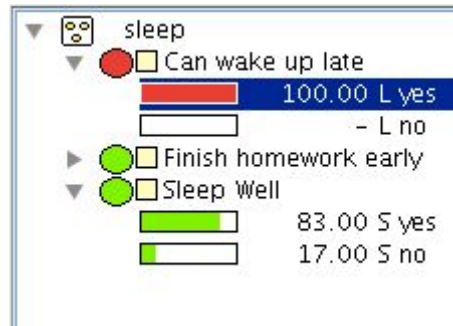 sleep
Can wake up late
100.00 L yes
- L no
Finish homework early
Sleep Well
83.00 S yes
17.00 S no